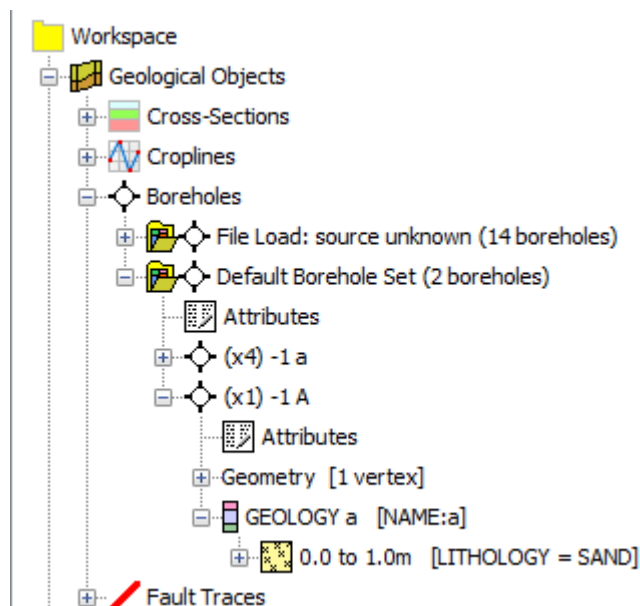 Workspace
Geological Objects
Cross-Sections
Croplines
Boreholes
File Load: source unknown (14 boreholes)
Default Borehole Set (2 boreholes)
Attributes
(x4) -1 a
(x1) -1 A
Attributes
Geometry [1 vertex]
GEOLOGY a [NAME:a]
0.0 to 1.0m [LITHOLOGY = SAND]
Fault Traces